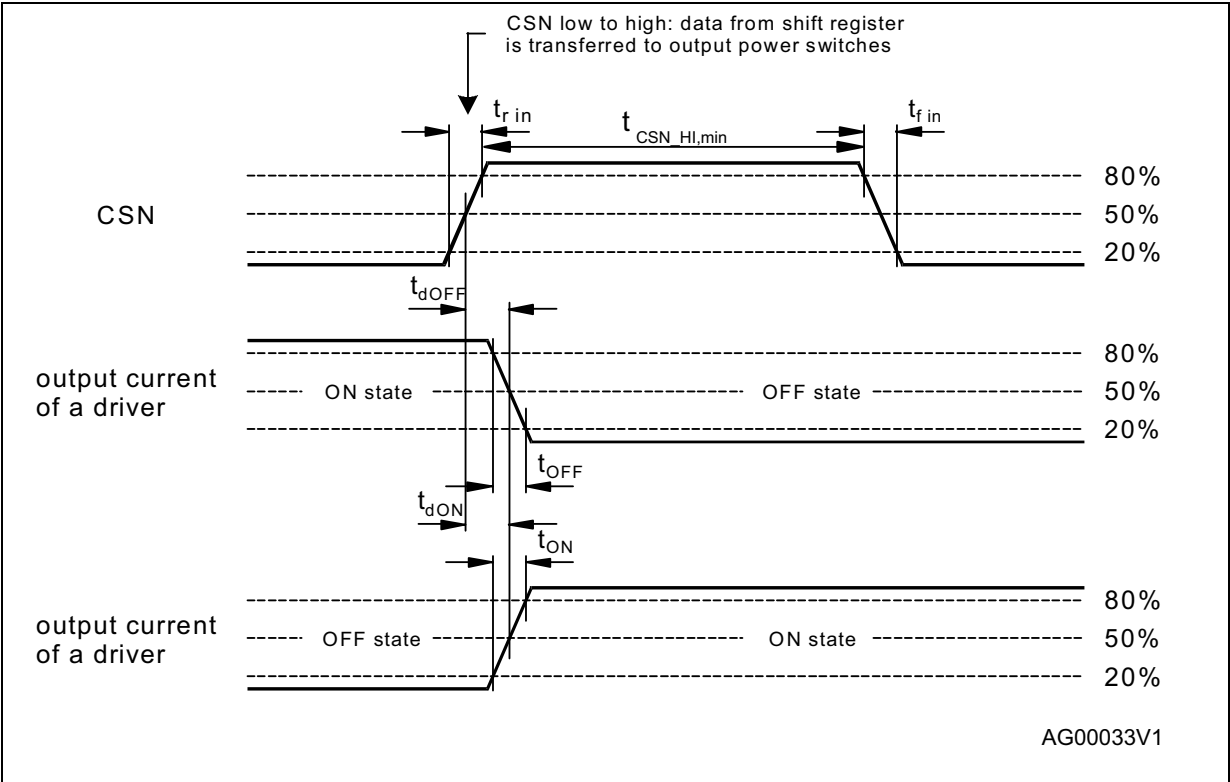 CSN low to high: data from shift register
is transferred to output power switches
t_r in
t_CSN_HI,min
t_f in
CSN
80%
50%
20%
t_dOFF
output current
of a driver
ON state
OFF state
80%
50%
20%
t_OFF
t_dON
t_ON
output current
of a driver
OFF state
ON state
80%
50%
20%
AG00033V1